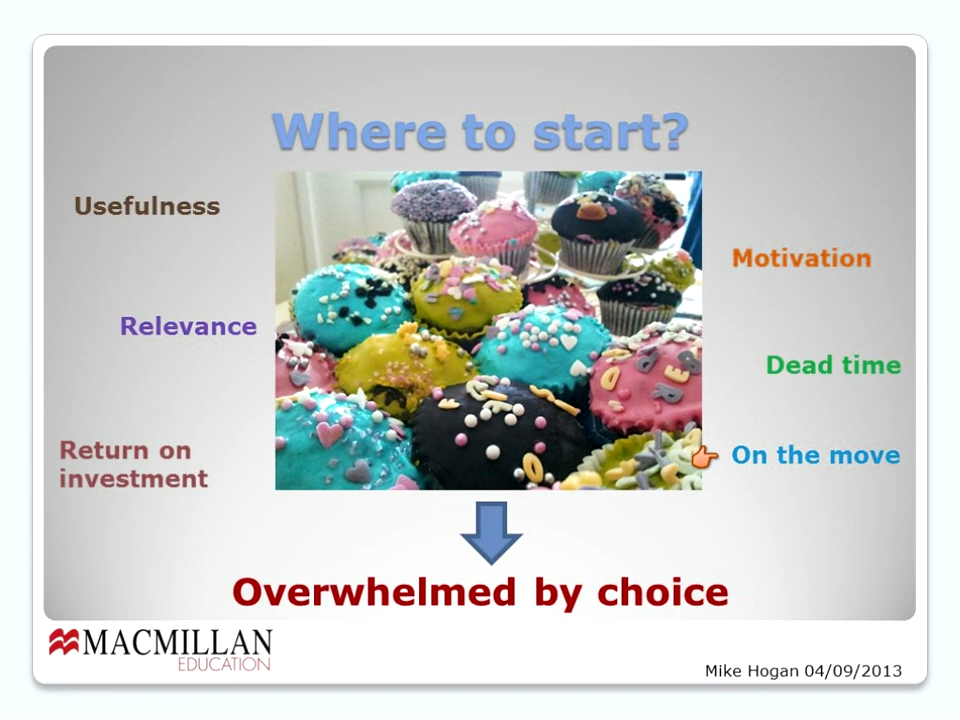 Where to start?
Usefulness
Motivation
Relevance
Dead time
Return on
investment
On the move
Overwhelmed by choice
MACMILLAN
EDUCATION
Mike Hogan 04/09/2013